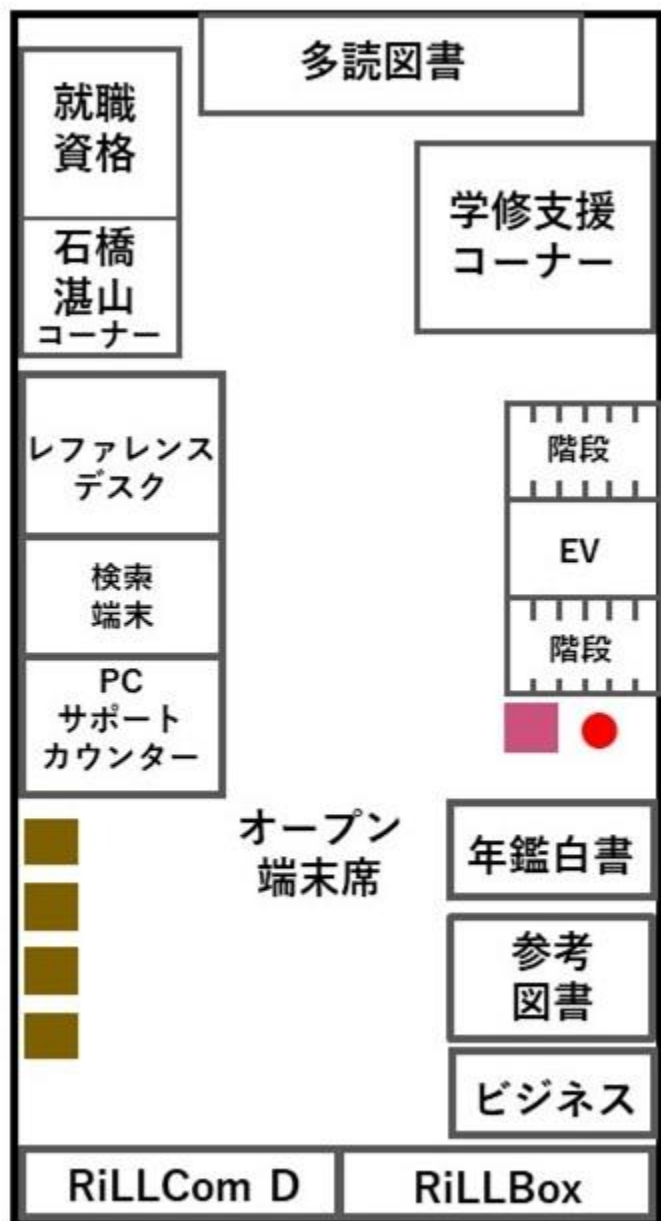 多読図書
就職
資格
学修支援
コーナー
石橋
湛山
コーナー
レファレンス
デスク
階段
EV
検索
端末
階段
PC
サポート
カウンター
オープン
端末席
年鑑白書
参考
図書
ビジネス
RiLLCom D
RiLLBox